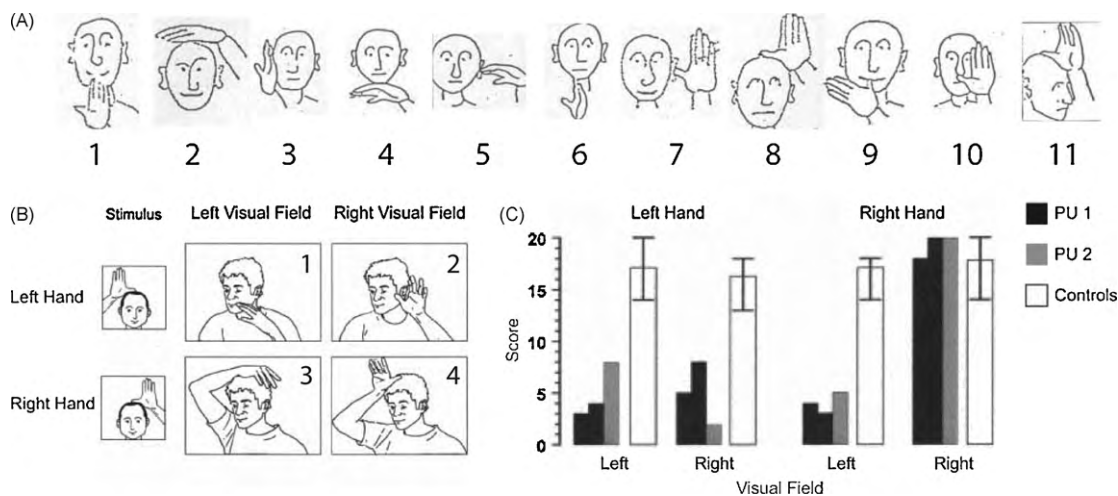 (A)
1 2 3 4 5 6 7 8 9 10 11
(B) Stimulus Left Visual Field Right Visual Field
Left Hand
1 2
Right Hand
3 4
(C) Left Hand Right Hand
20
15
10
5
0
Score
Left Right Left Right
Visual Field
PU 1
PU 2
Controls